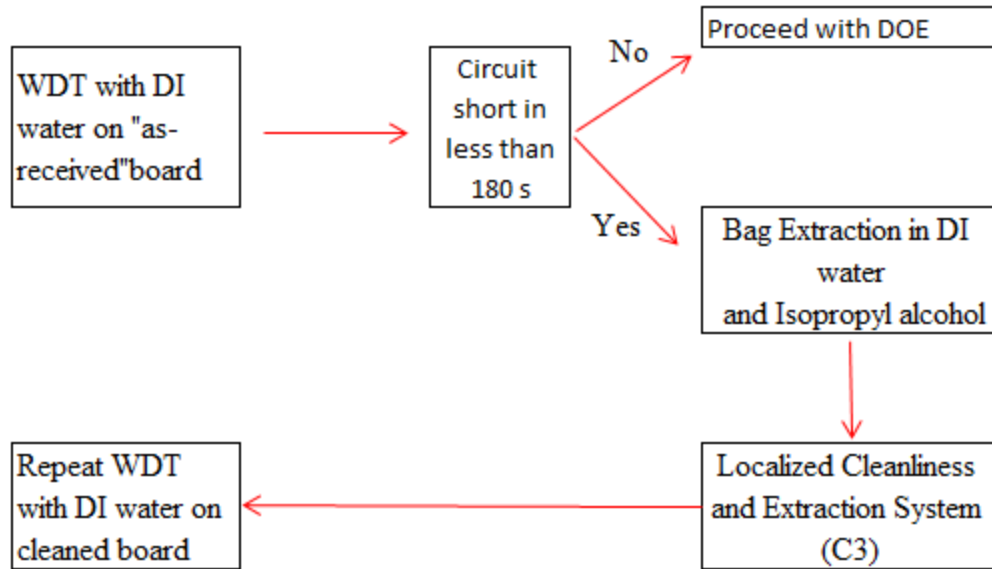 WDT with DI
water on "as-
received"board
Circuit
short in
less than
180 s
No
Proceed with DOE
Yes
Bag Extraction in DI
water
and Isopropyl alcohol
Localized Cleanliness
and Extraction System
(C3)
Repeat WDT
with DI water on
cleaned board